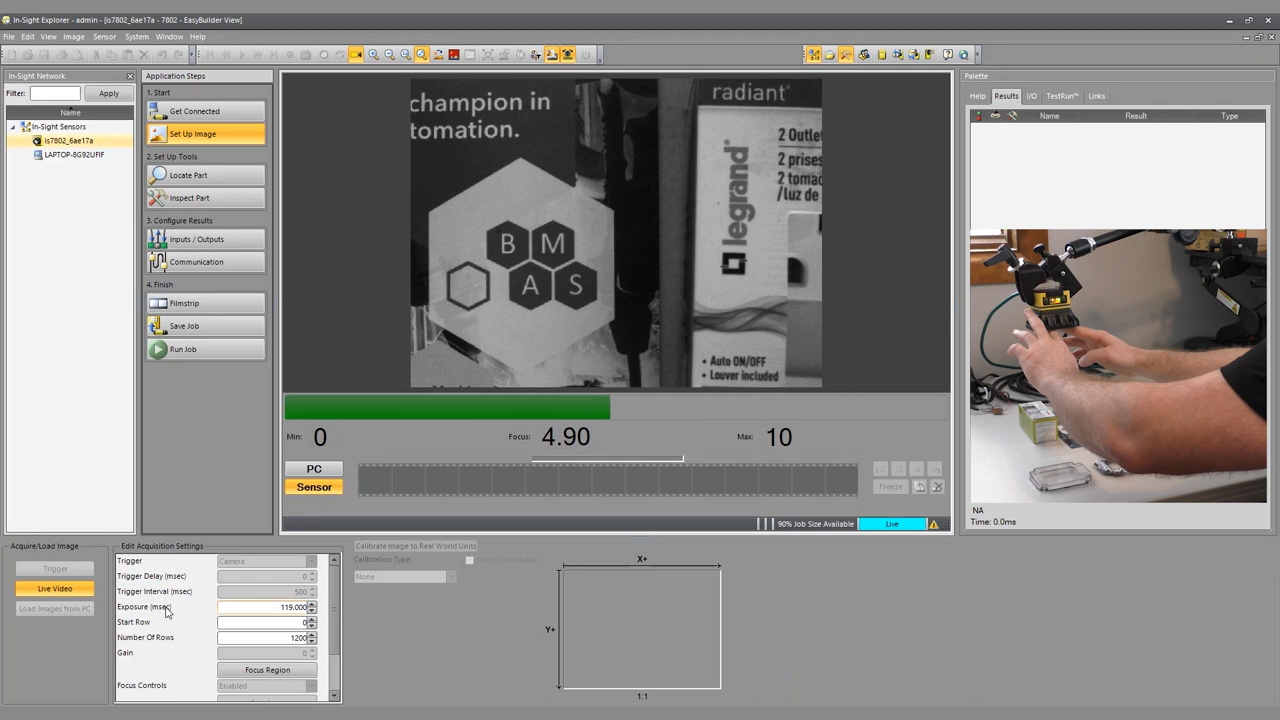 In-Sight Explorer - admin - [is7802_6ae17a - 7802 - EasyBuilder View]
File Edit View Image Sensor System Window Help
In-Sight Network
Filter: Apply
Name
In-Sight Sensors
is7802_6ae17a
LAPTOP-8G92UFIF
Application Steps
1. Start
Get Connected
Set Up Image
2. Set Up Tools
Locate Part
Inspect Part
3. Configure Results
Inputs / Outputs
Communication
4. Finish
Filmstrip
Save Job
Run Job
champion in
tomation.
B M
A S
radiant
2 Outle
2 prises
2 tomac
/luz de
legrand
• Auto ON/OFF
• Louver included
Min: 0 Focus: 4.90 Max: 10
PC
Sensor
Freeze
90% Job Size Available Live
Palette
Help Results I/O TestRun™ Links
Name Result Type
NA
Time: 0.0ms
Acquire/Load Image
Trigger
Live Video
Load Images from PC
Edit Acquisition Settings
Trigger Camera
Trigger Delay (msec) 0
Trigger Interval (msec) 500
Exposure (msec) 119.000
Start Row 0
Number Of Rows 1200
Gain 0
Focus Region
Focus Controls Enabled
Calibrate Image to Real World Units
Calibration Type:
None
X+
Y+
1:1